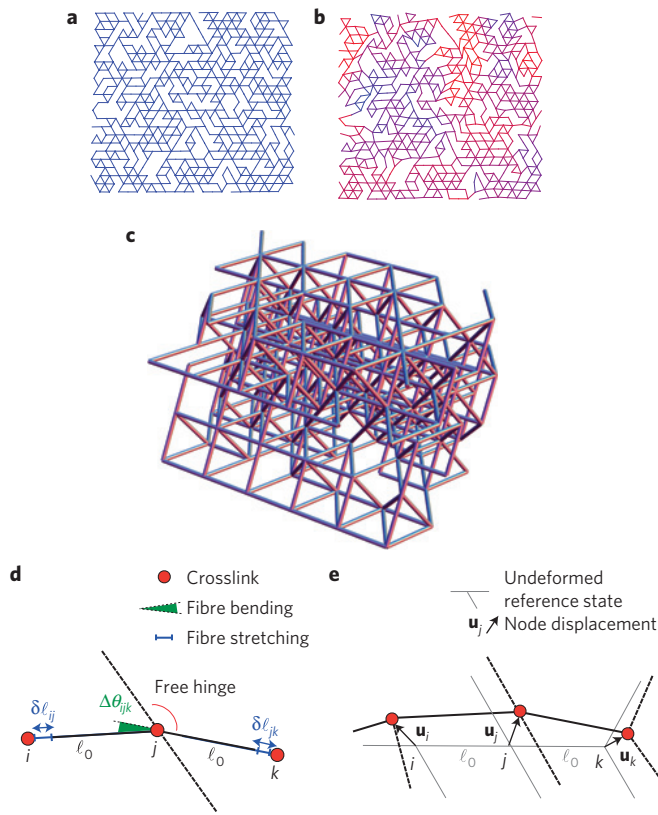 a
b
c
d
Crosslink
Fibre bending
Fibre stretching
Free hinge
Δθijk
δℓij
δℓjk
i
ℓ0
j
ℓ0
k
e
Undeformed
reference state
uj
Node displacement
ui
uj
uk
i
ℓ0
j
ℓ0
k